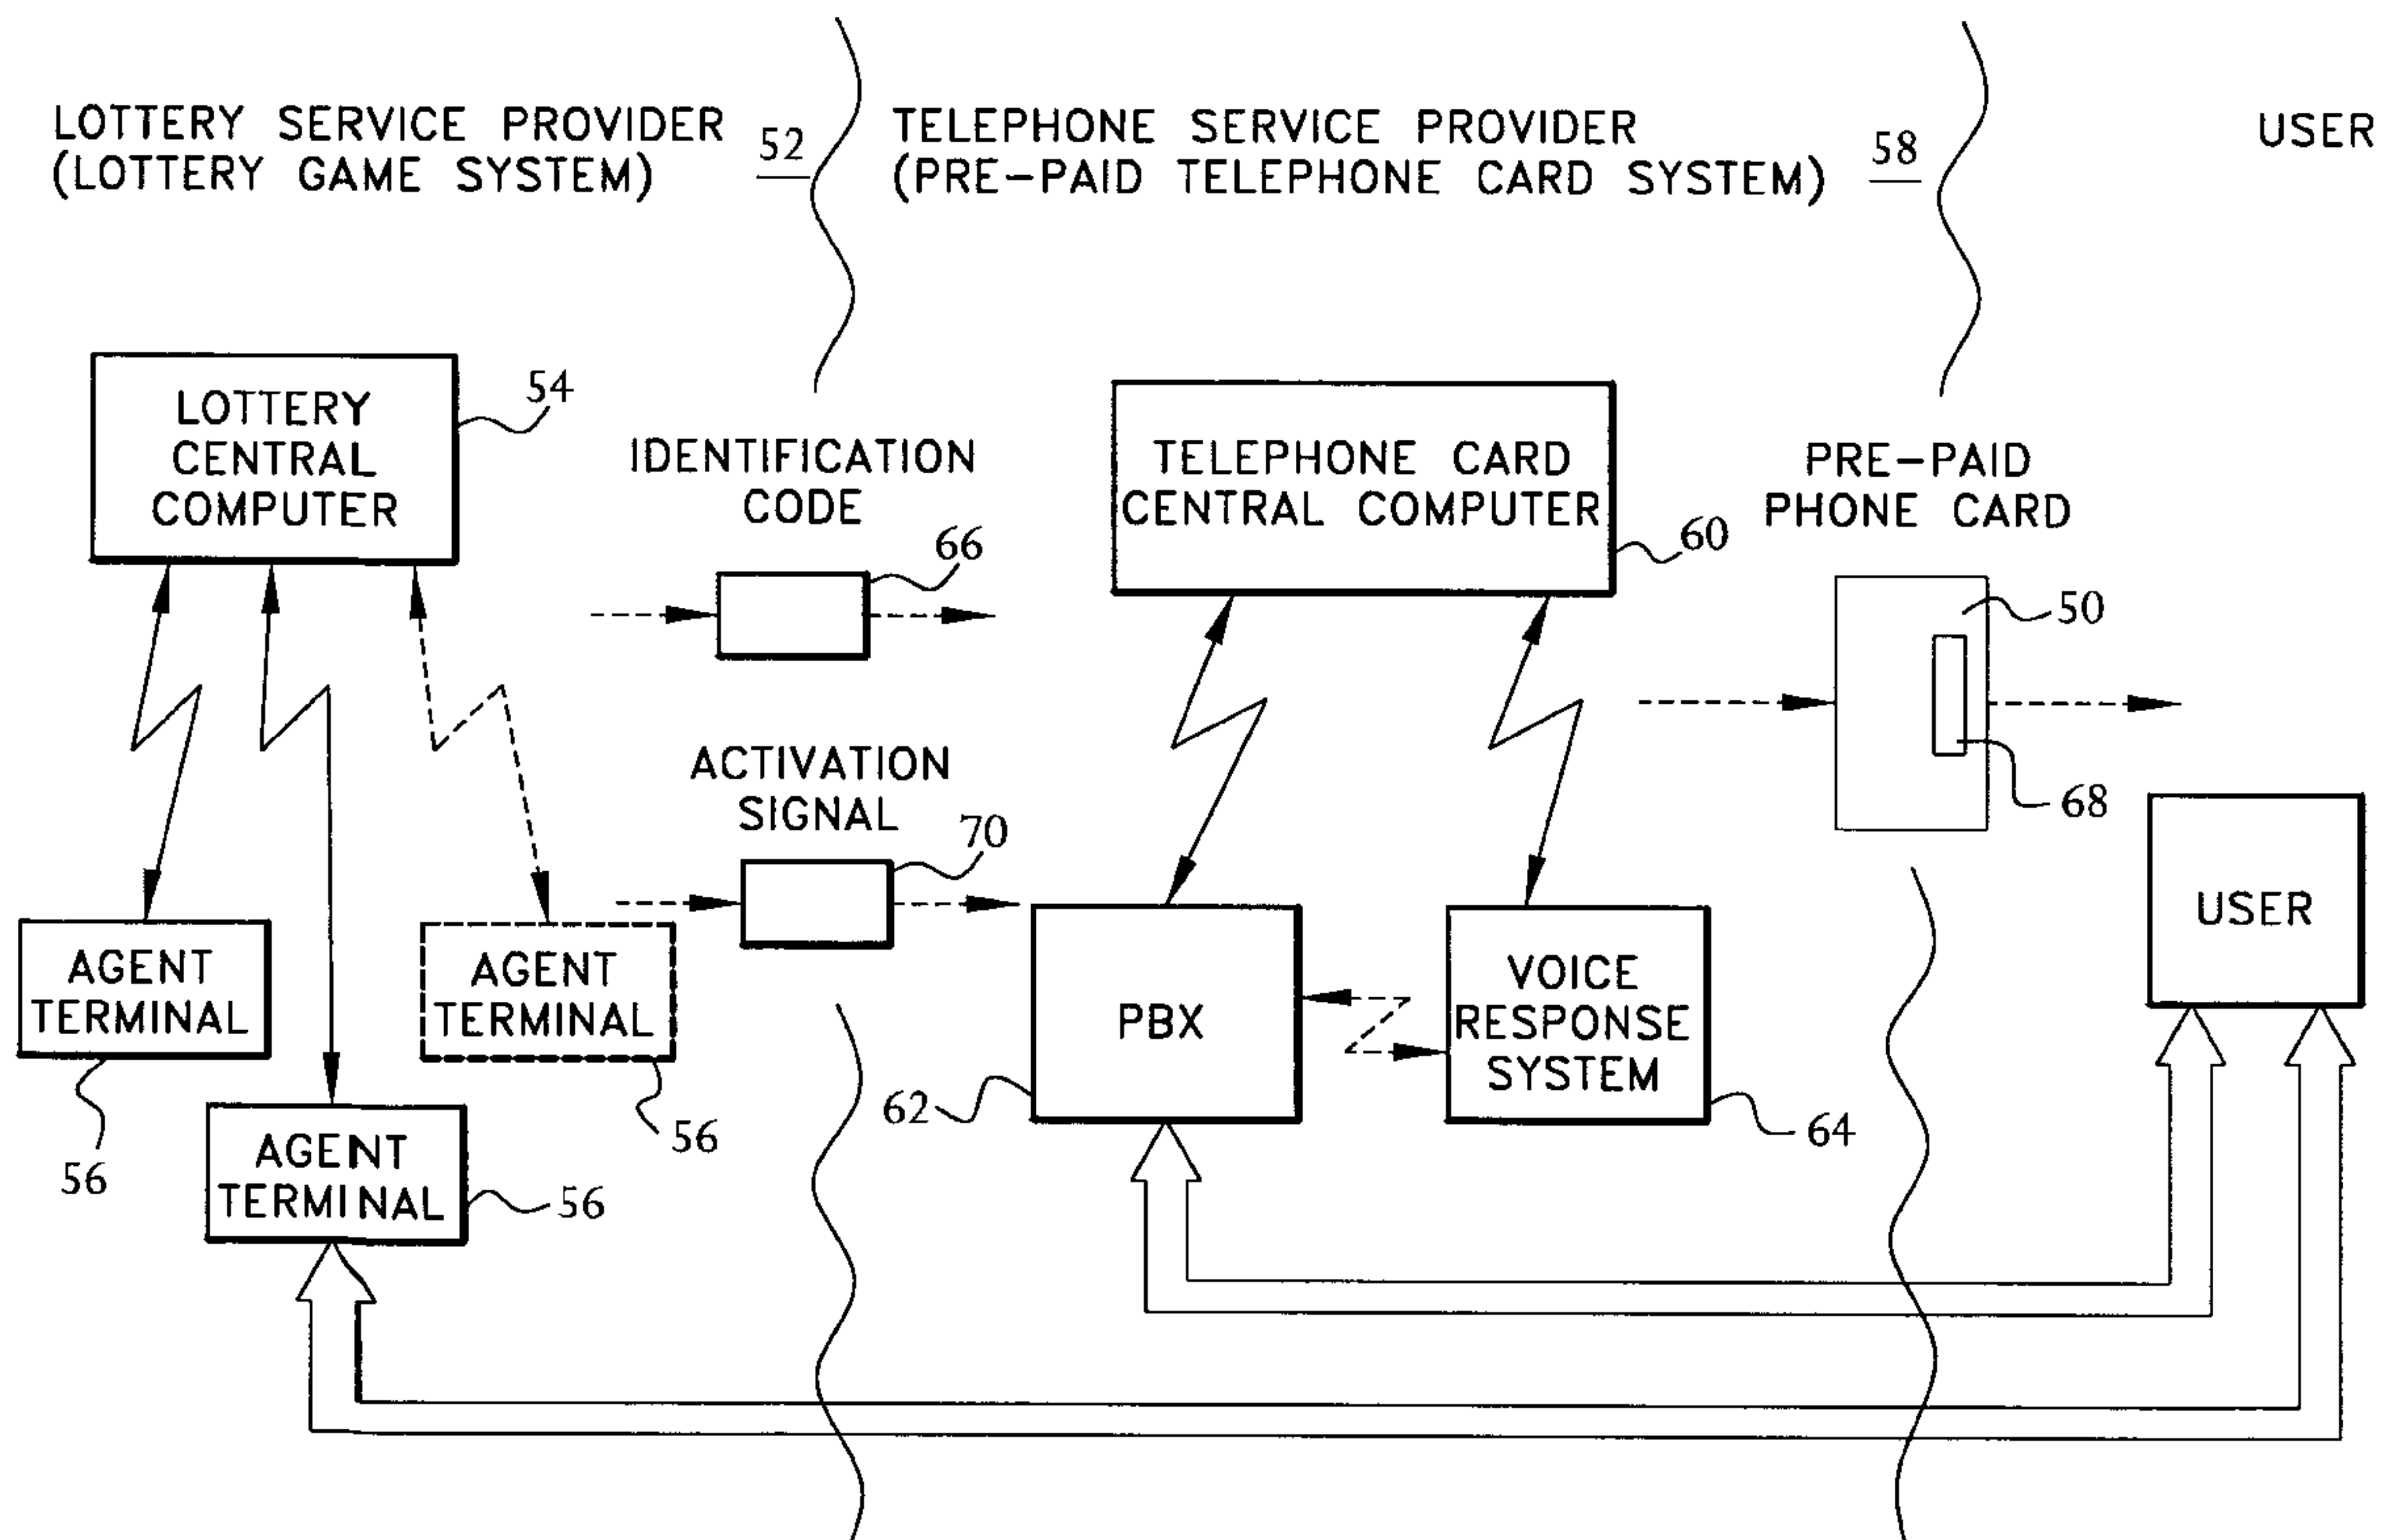 LOTTERY SERVICE PROVIDER
(LOTTERY GAME SYSTEM)
52
TELEPHONE SERVICE PROVIDER
(PRE-PAID TELEPHONE CARD SYSTEM)
58
USER
LOTTERY
CENTRAL
COMPUTER
54
IDENTIFICATION
CODE
66
TELEPHONE CARD
CENTRAL COMPUTER
60
PRE-PAID
PHONE CARD
50
68
ACTIVATION
SIGNAL
70
AGENT
TERMINAL
56
AGENT
TERMINAL
56
AGENT
TERMINAL
56
PBX
62
VOICE
RESPONSE
SYSTEM
64
USER